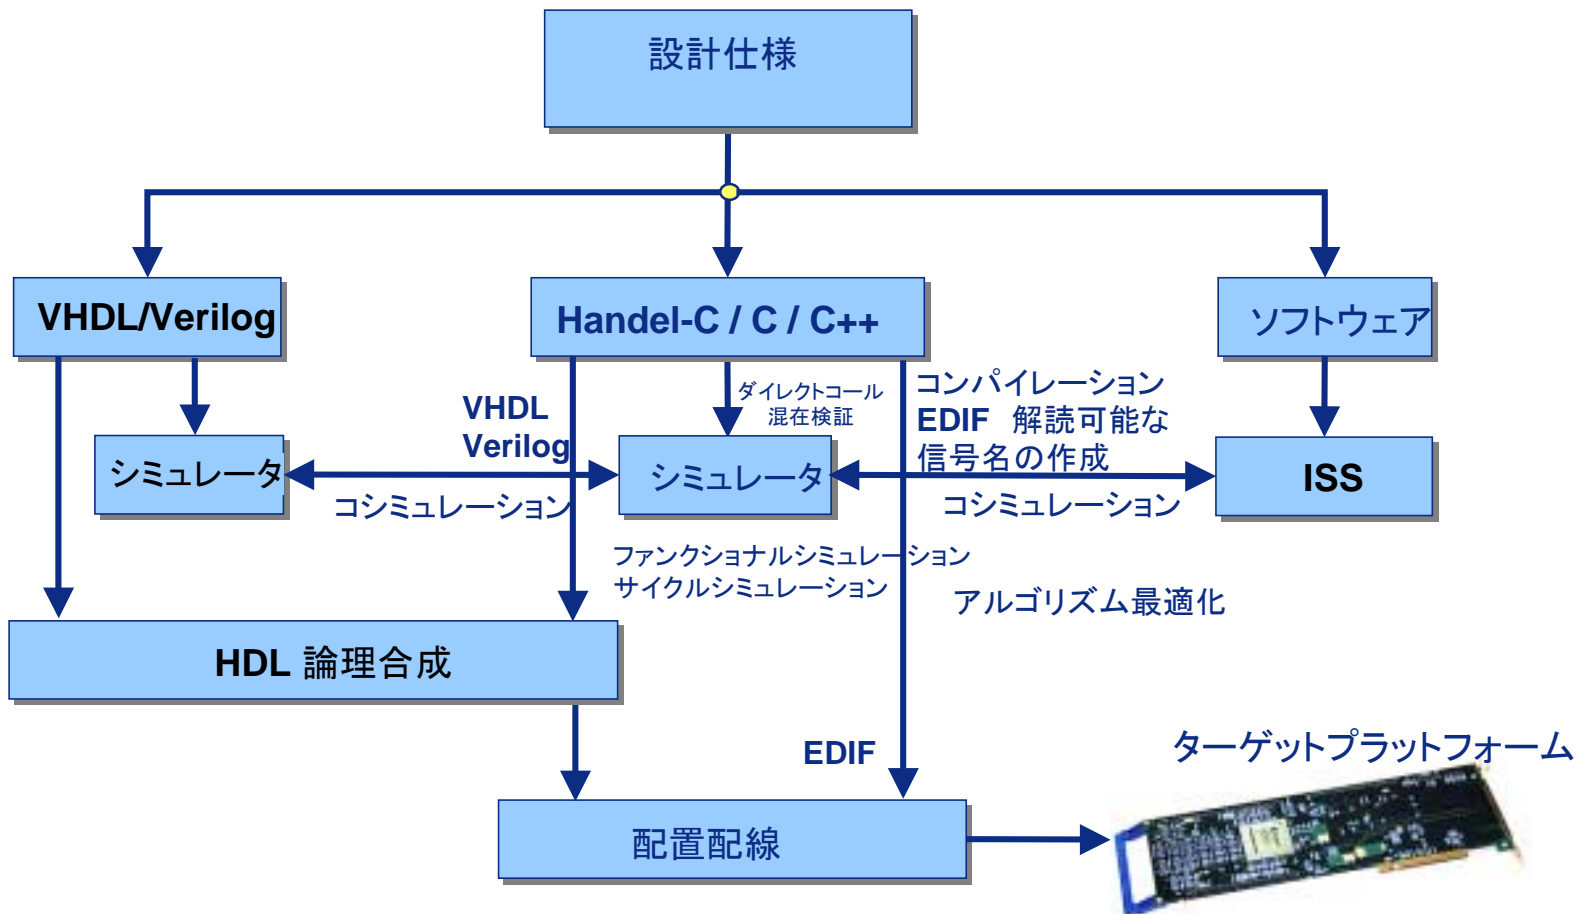 設計仕様
VHDL/Verilog
Handel-C / C / C++
ソフトウェア
ダイレクトコール
混在検証
コンパイレーション
EDIF 解読可能な
信号名の作成
VHDL
Verilog
シミュレータ
シミュレータ
ISS
コシミュレーション
コシミュレーション
ファンクショナルシミュレーション
サイクルシミュレーション
アルゴリズム最適化
HDL 論理合成
EDIF
ターゲットプラットフォーム
配置配線